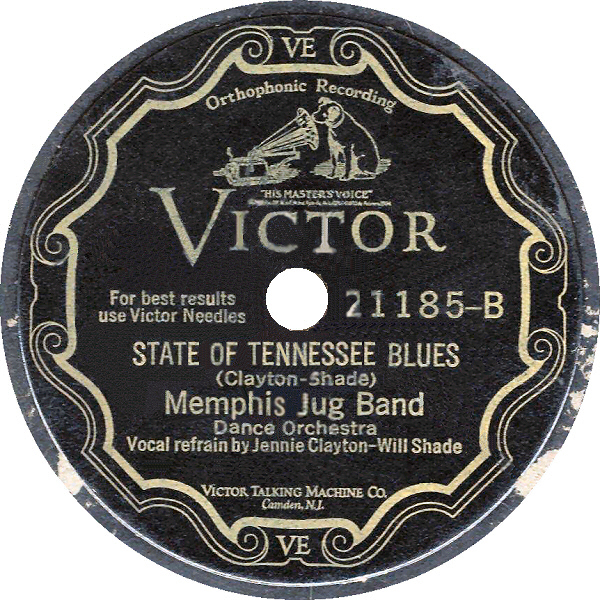 VE
Orthophonic Recording
"HIS MASTER'S VOICE"
VICTOR
For best results
use Victor Needles
21185-B
STATE OF TENNESSEE BLUES
(Clayton-Shade)
Memphis Jug Band
Dance Orchestra
Vocal refrain by Jennie Clayton-Will Shade
VICTOR TALKING MACHINE CO.
Camden, N.J.
VE